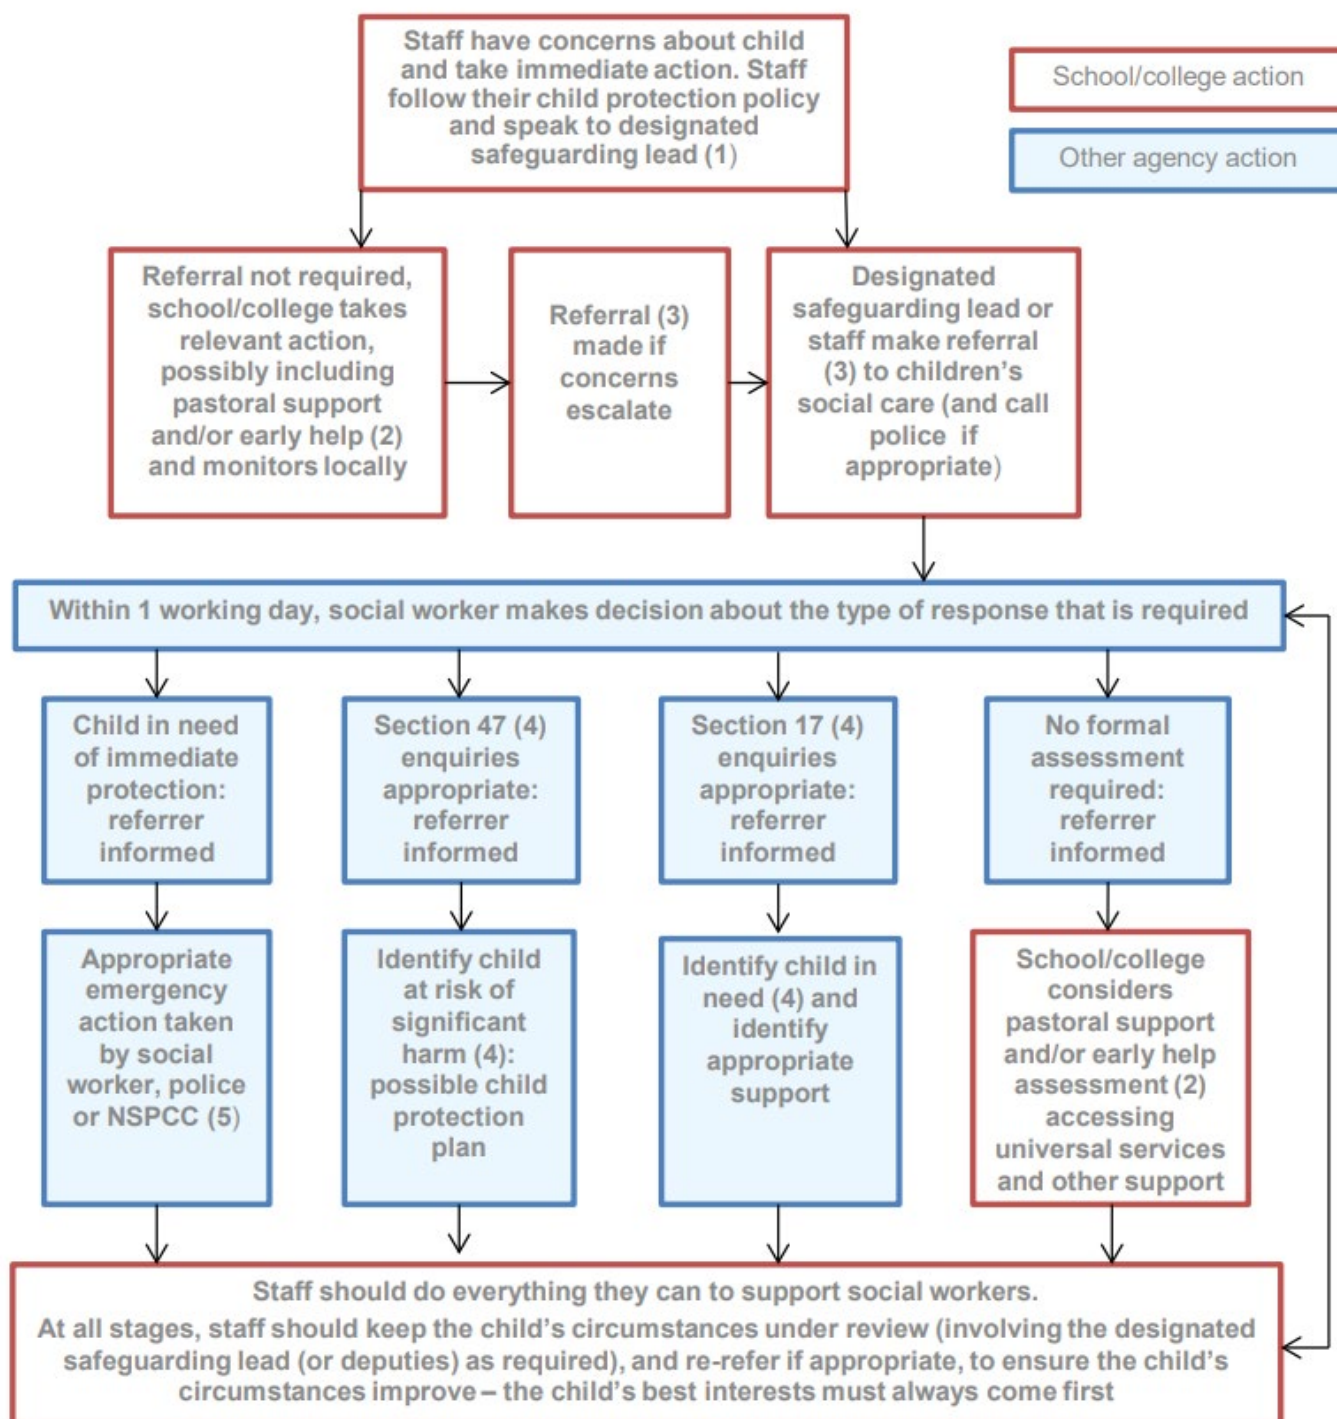 Staff have concerns about child
and take immediate action. Staff
follow their child protection policy
and speak to designated
safeguarding lead (1)
School/college action
Other agency action
Referral not required,
school/college takes
relevant action,
possibly including
pastoral support
and/or early help (2)
and monitors locally
Referral (3)
made if
concerns
escalate
Designated
safeguarding lead or
staff make referral
(3) to children’s
social care (and call
police if
appropriate)
Within 1 working day, social worker makes decision about the type of response that is required
Child in need
of immediate
protection:
referrer
informed
Section 47 (4)
enquiries
appropriate:
referrer
informed
Section 17 (4)
enquiries
appropriate:
referrer
informed
No formal
assessment
required:
referrer
informed
Appropriate
emergency
action taken
by social
worker, police
or NSPCC (5)
Identify child
at risk of
significant
harm (4):
possible child
protection
plan
Identify child in
need (4) and
identify
appropriate
support
School/college
considers
pastoral support
and/or early help
assessment (2)
accessing
universal services
and other support
Staff should do everything they can to support social workers.
At all stages, staff should keep the child’s circumstances under review (involving the designated
safeguarding lead (or deputies) as required), and re-refer if appropriate, to ensure the child’s
circumstances improve – the child’s best interests must always come first